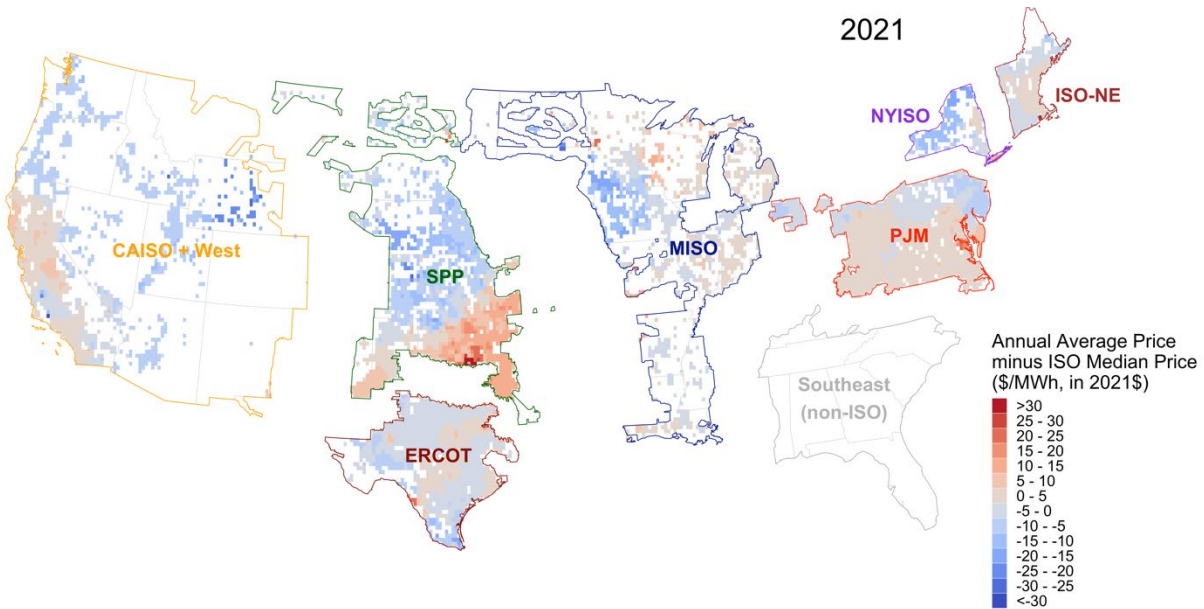 2021
ISO-NE
NYISO
CAISO + West
SPP
MISO
PJM
ERCOT
Southeast
(non-ISO)
Annual Average Price
minus ISO Median Price
($/MWh, in 2021$)
>30
25 - 30
20 - 25
15 - 20
10 - 15
5 - 10
0 - 5
-5 - 0
-10 - -5
-15 - -10
-20 - -15
-25 - -20
-30 - -25
<-30